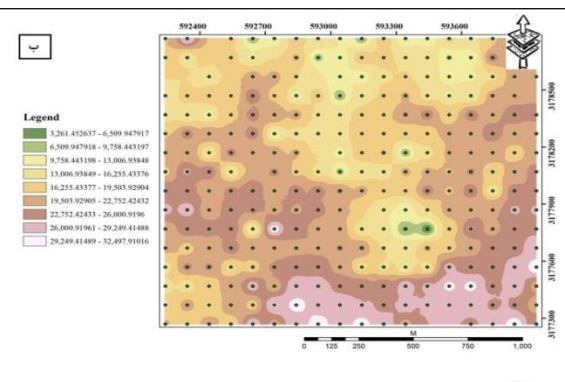 592400 592700 593000 593300 593600
ب
3178500
3178200
3177900
3177600
3177300
Legend
3,261.452637 - 6,509.947917
6,509.947918 - 9,758.443197
9,758.443198 - 13,006.93848
13,006.93849 - 16,255.43376
16,255.43377 - 19,503.92904
19,503.92905 - 22,752.42432
22,752.42433 - 26,000.9196
26,000.91961 - 29,249.41488
29,249.41489 - 32,497.91016
M
0 125 250 500 750 1,000